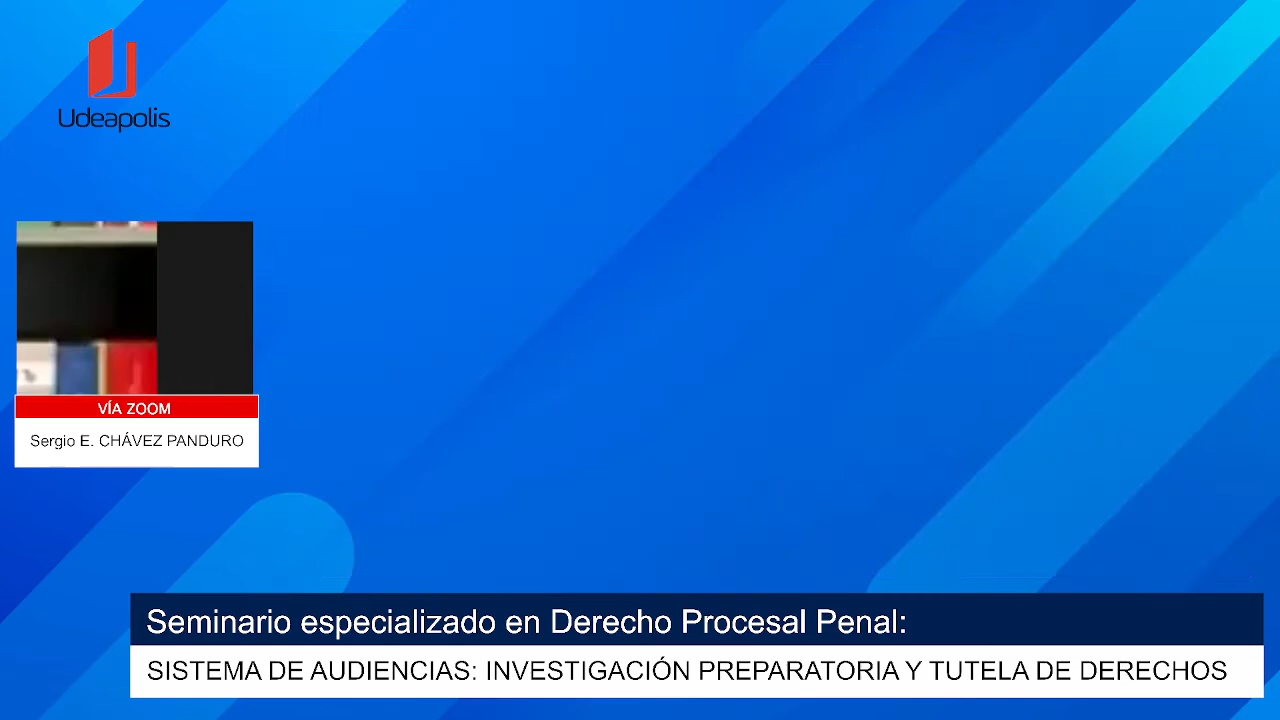 Udeapolis
VÍA ZOOM
Sergio E. CHÁVEZ PANDURO
Seminario especializado en Derecho Procesal Penal:
SISTEMA DE AUDIENCIAS: INVESTIGACIÓN PREPARATORIA Y TUTELA DE DERECHOS